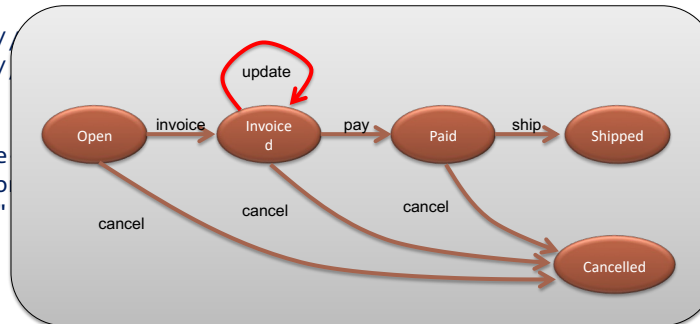 //
//
update
invoice
pay
ship
Open
Invoice
d
Paid
Shipped
e
"
cancel
cancel
cancel
Cancelled